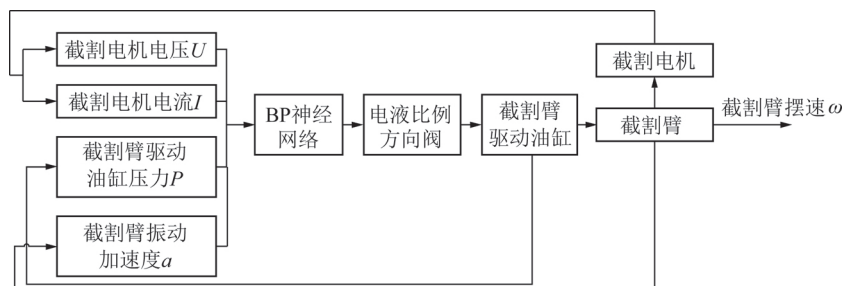 截割电机电压U
截割电机电流I
截割臂驱动
油缸压力P
截割臂振动
加速度a
BP神经
网络
电液比例
方向阀
截割臂
驱动油缸
截割电机
截割臂
截割臂摆速ω